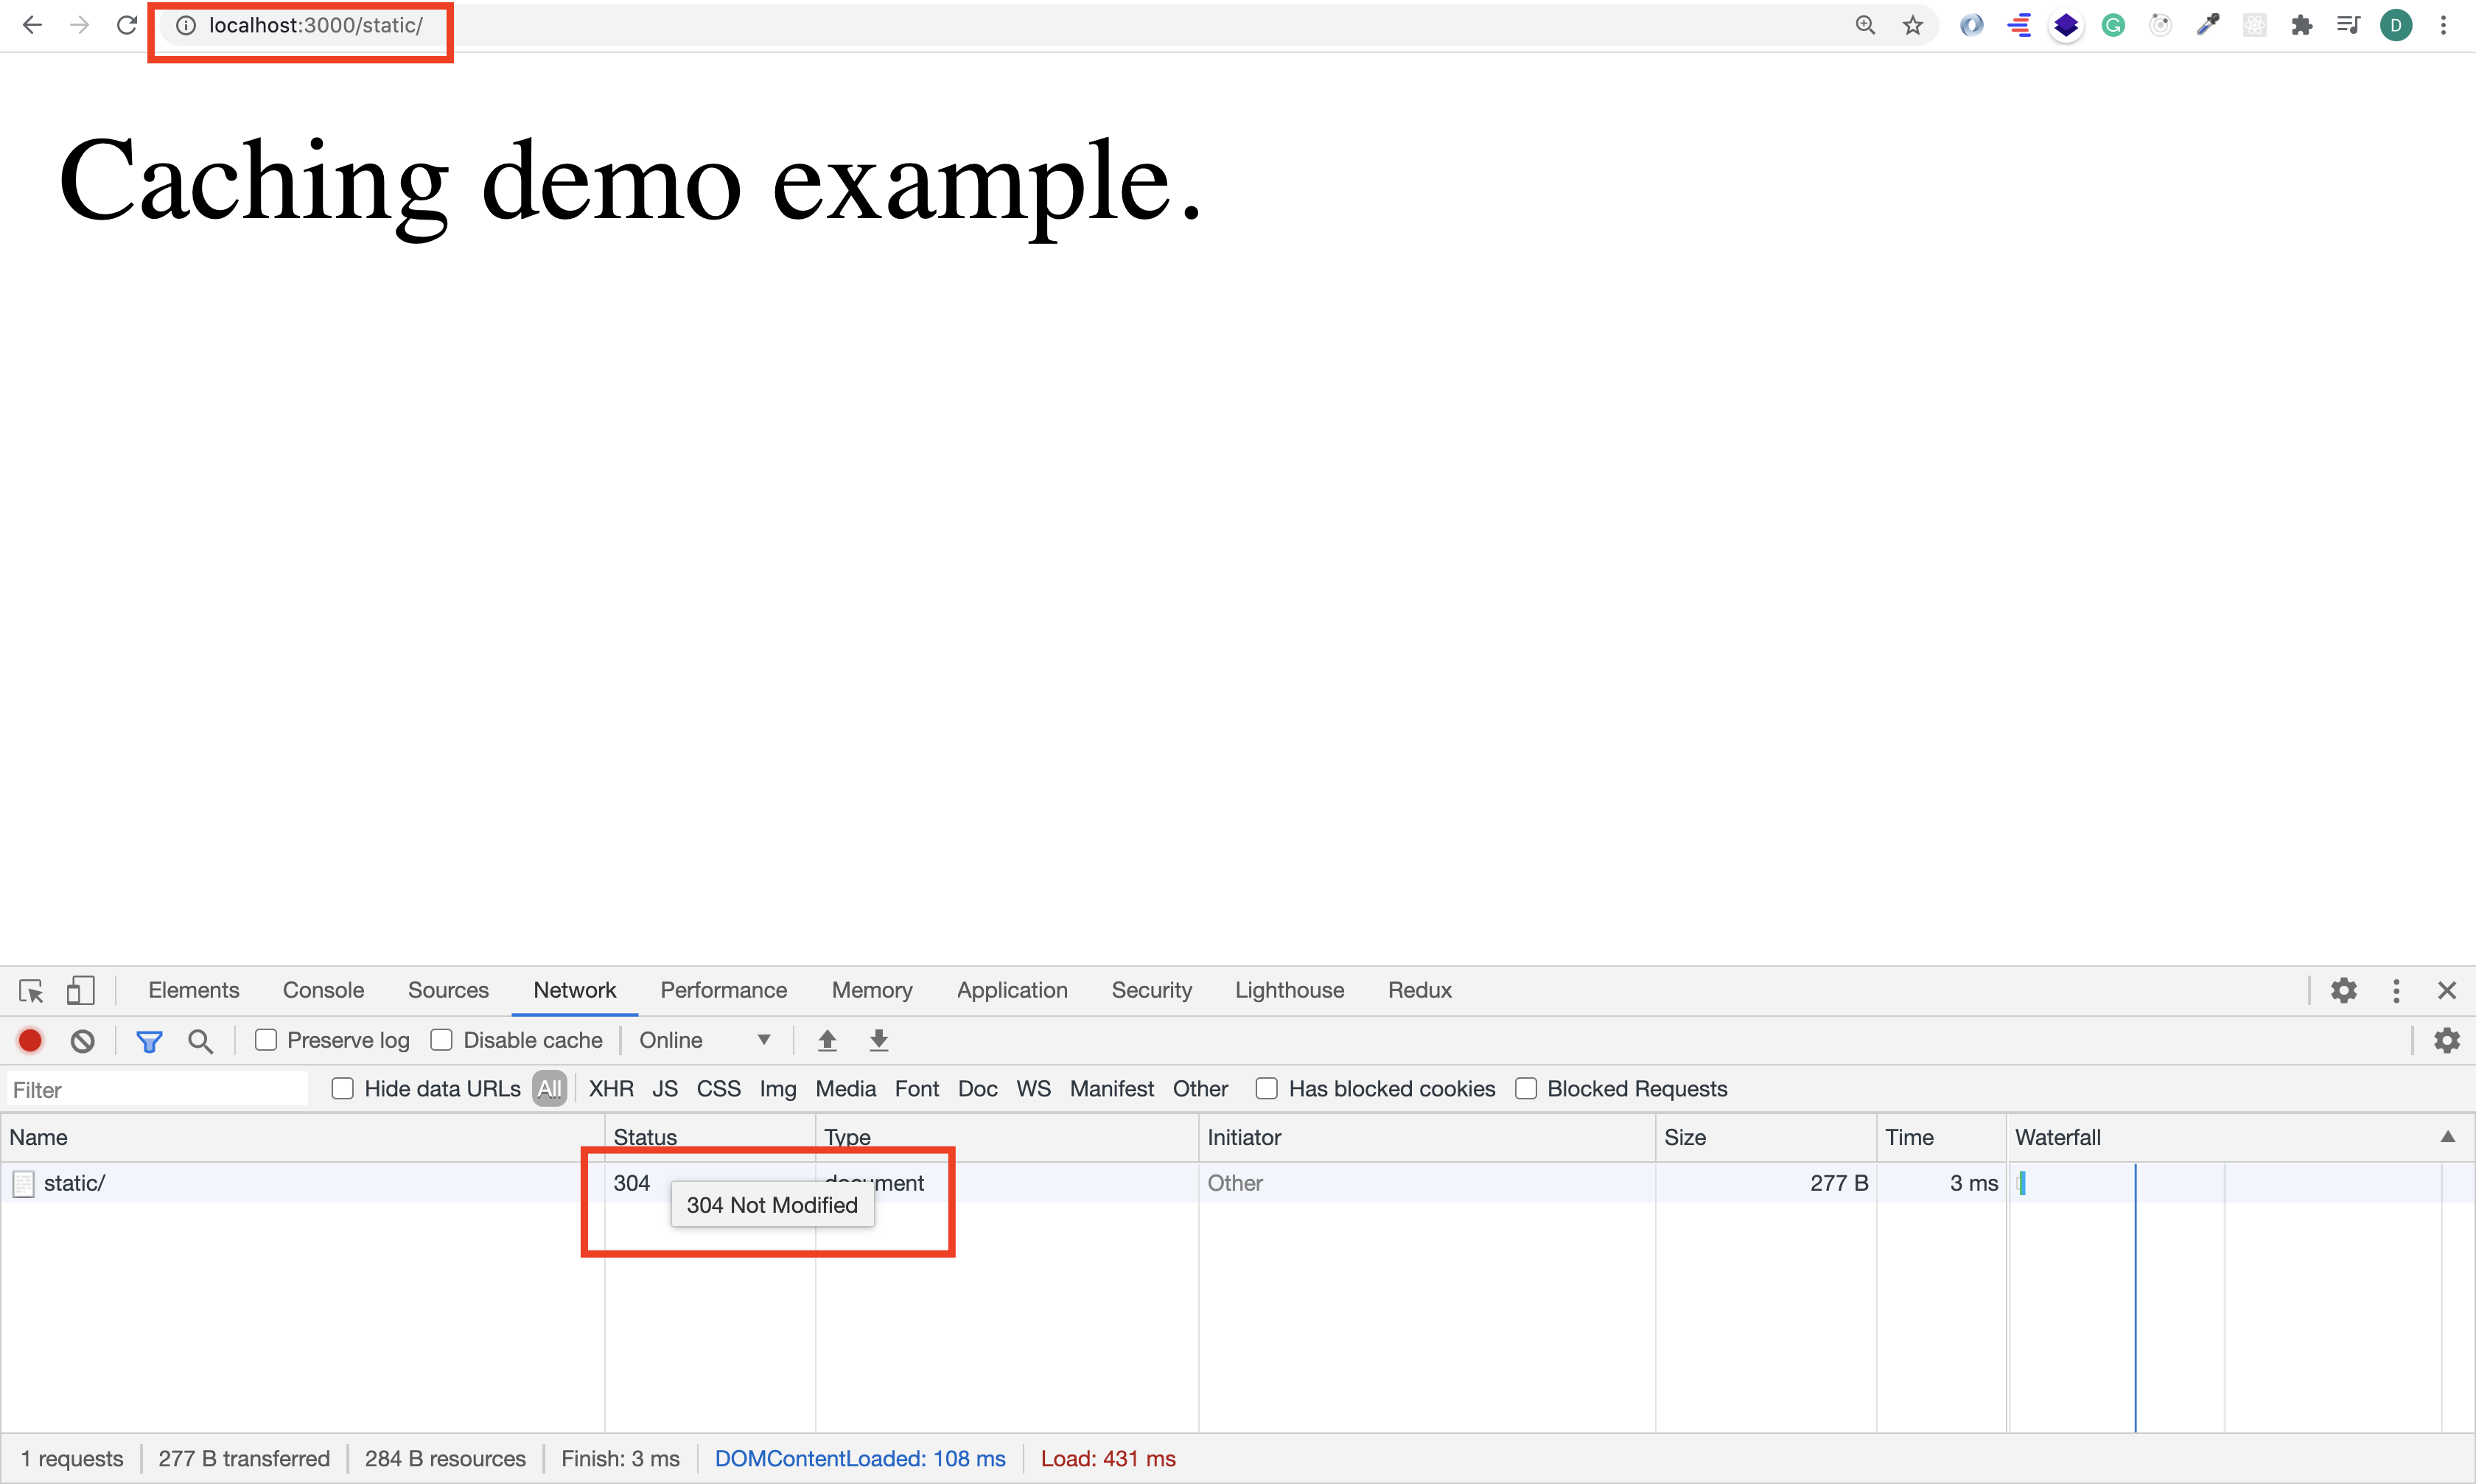 localhost:3000/static/
D
Caching demo example.
Elements Console Sources Network Performance Memory Application Security Lighthouse Redux
Preserve log Disable cache Online
Filter Hide data URLs All XHR JS CSS Img Media Font Doc WS Manifest Other Has blocked cookies Blocked Requests
Name Status Type Initiator Size Time Waterfall
static/ 304 document Other 277 B 3 ms
304 Not Modified
1 requests 277 B transferred 284 B resources Finish: 3 ms DOMContentLoaded: 108 ms Load: 431 ms